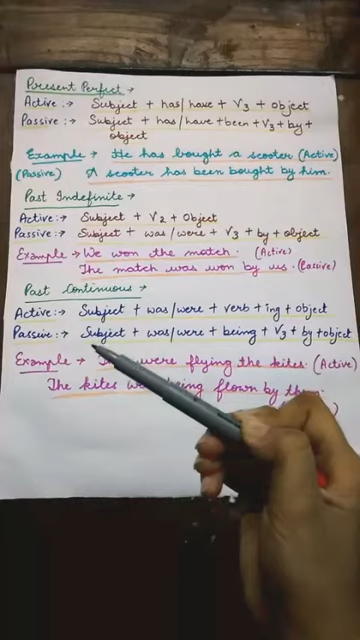 Present Perfect →
Active :→ Subject + has/have + V3 + object
Passive :→ Subject + has/have + been + V3 + by +
object
Example → He has bought a scooter (Active)
(Passive) A scooter has been bought by him.
Past Indefinite →
Active :→ Subject + V2 + Object
Passive :→ Subject + was/were + V3 + by + object
Example → We won the match. (Active)
The match was won by us. (Passive)
Past Continuous →
Active :→ Subject + was/were + verb + ing + object
Passive :→ Subject + was/were + being + V3 + by + object
Example → were flying the kites. (Active)
The kites being flown by